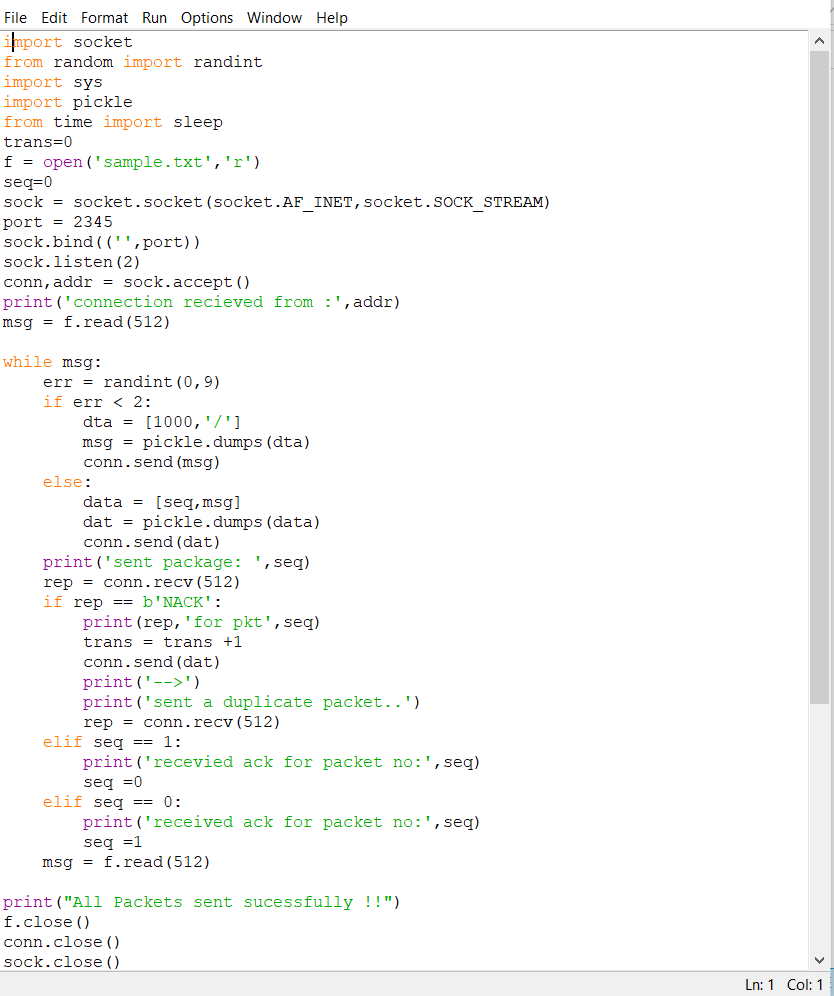 File Edit Format Run Options Window Help
import socket
from random import randint
import sys
import pickle
from time import sleep
trans=0
f = open('sample.txt','r')
seq=0
sock = socket.socket(socket.AF_INET,socket.SOCK_STREAM)
port = 2345
sock.bind(('',port))
sock.listen(2)
conn,addr = sock.accept()
print('connection recieved from :',addr)
msg = f.read(512)

while msg:
    err = randint(0,9)
    if err < 2:
        dta = [1000,'/']
        msg = pickle.dumps(dta)
        conn.send(msg)
    else:
        data = [seq,msg]
        dat = pickle.dumps(data)
        conn.send(dat)
    print('sent package: ',seq)
    rep = conn.recv(512)
    if rep == b'NACK':
        print(rep,'for pkt',seq)
        trans = trans +1
        conn.send(dat)
        print('-->')
        print('sent a duplicate packet..')
        rep = conn.recv(512)
    elif seq == 1:
        print('recevied ack for packet no:',seq)
        seq =0
    elif seq == 0:
        print('received ack for packet no:',seq)
        seq =1
    msg = f.read(512)

print("All Packets sent sucessfully !!")
f.close()
conn.close()
sock.close()
Ln: 1 Col: 1